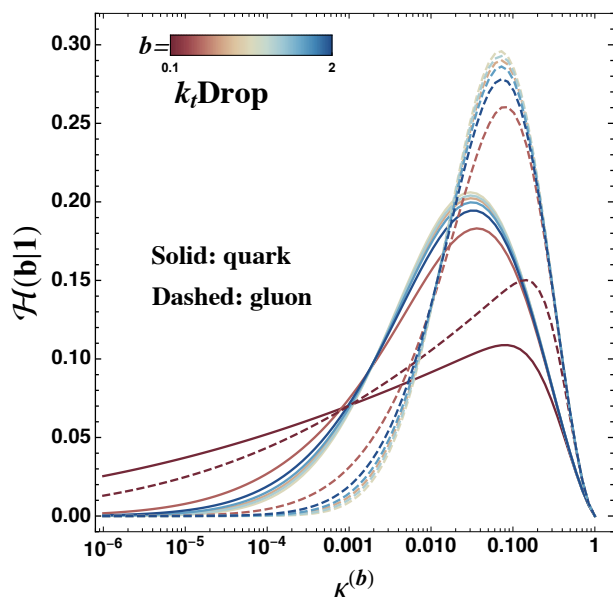 0.30
0.25
0.20
0.15
0.10
0.05
0.00
ℋ(b|1)
b=
0.1
2
k_tDrop
Solid: quark
Dashed: gluon
10^{-6}
10^{-5}
10^{-4}
0.001
0.010
0.100
1
κ^{(b)}